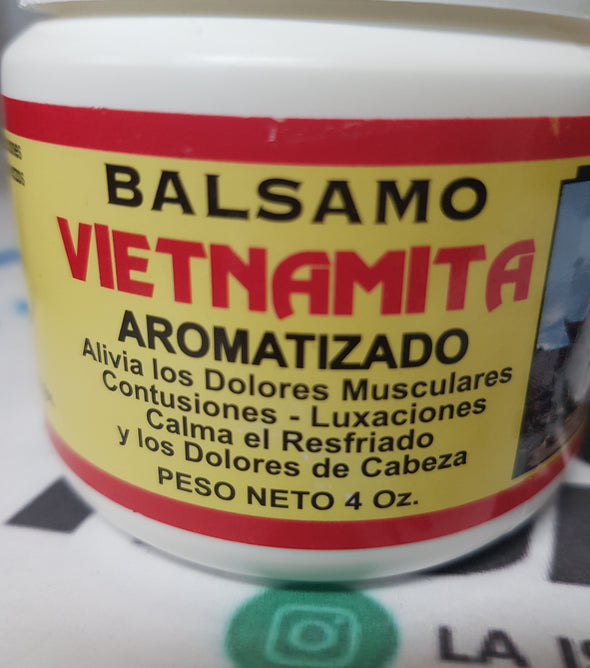 BALSAMO
VIETNAMITA
AROMATIZADO
Alivia los Dolores Musculares
Contusiones - Luxaciones
Calma el Resfriado
y los Dolores de Cabeza
PESO NETO 4 Oz.
LA